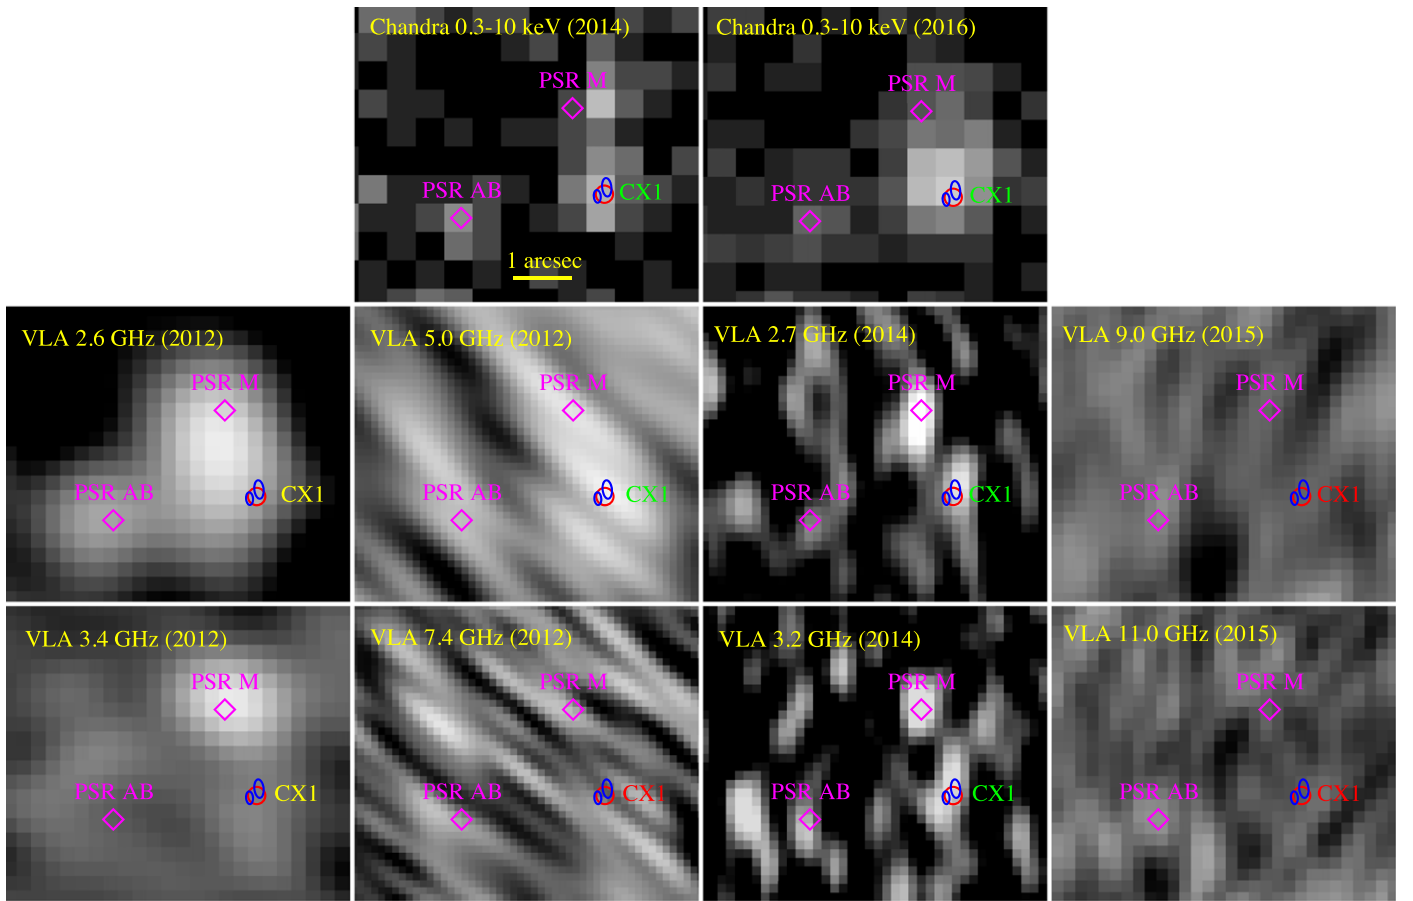 Chandra 0.3-10 keV (2014)
PSR M
PSR AB
CX1
1 arcsec
Chandra 0.3-10 keV (2016)
PSR M
PSR AB
CX1
VLA 2.6 GHz (2012)
PSR M
PSR AB
CX1
VLA 5.0 GHz (2012)
PSR M
PSR AB
CX1
VLA 2.7 GHz (2014)
PSR M
PSR AB
CX1
VLA 9.0 GHz (2015)
PSR M
PSR AB
CX1
VLA 3.4 GHz (2012)
PSR M
PSR AB
CX1
VLA 7.4 GHz (2012)
PSR M
PSR AB
CX1
VLA 3.2 GHz (2014)
PSR M
PSR AB
CX1
VLA 11.0 GHz (2015)
PSR M
PSR AB
CX1